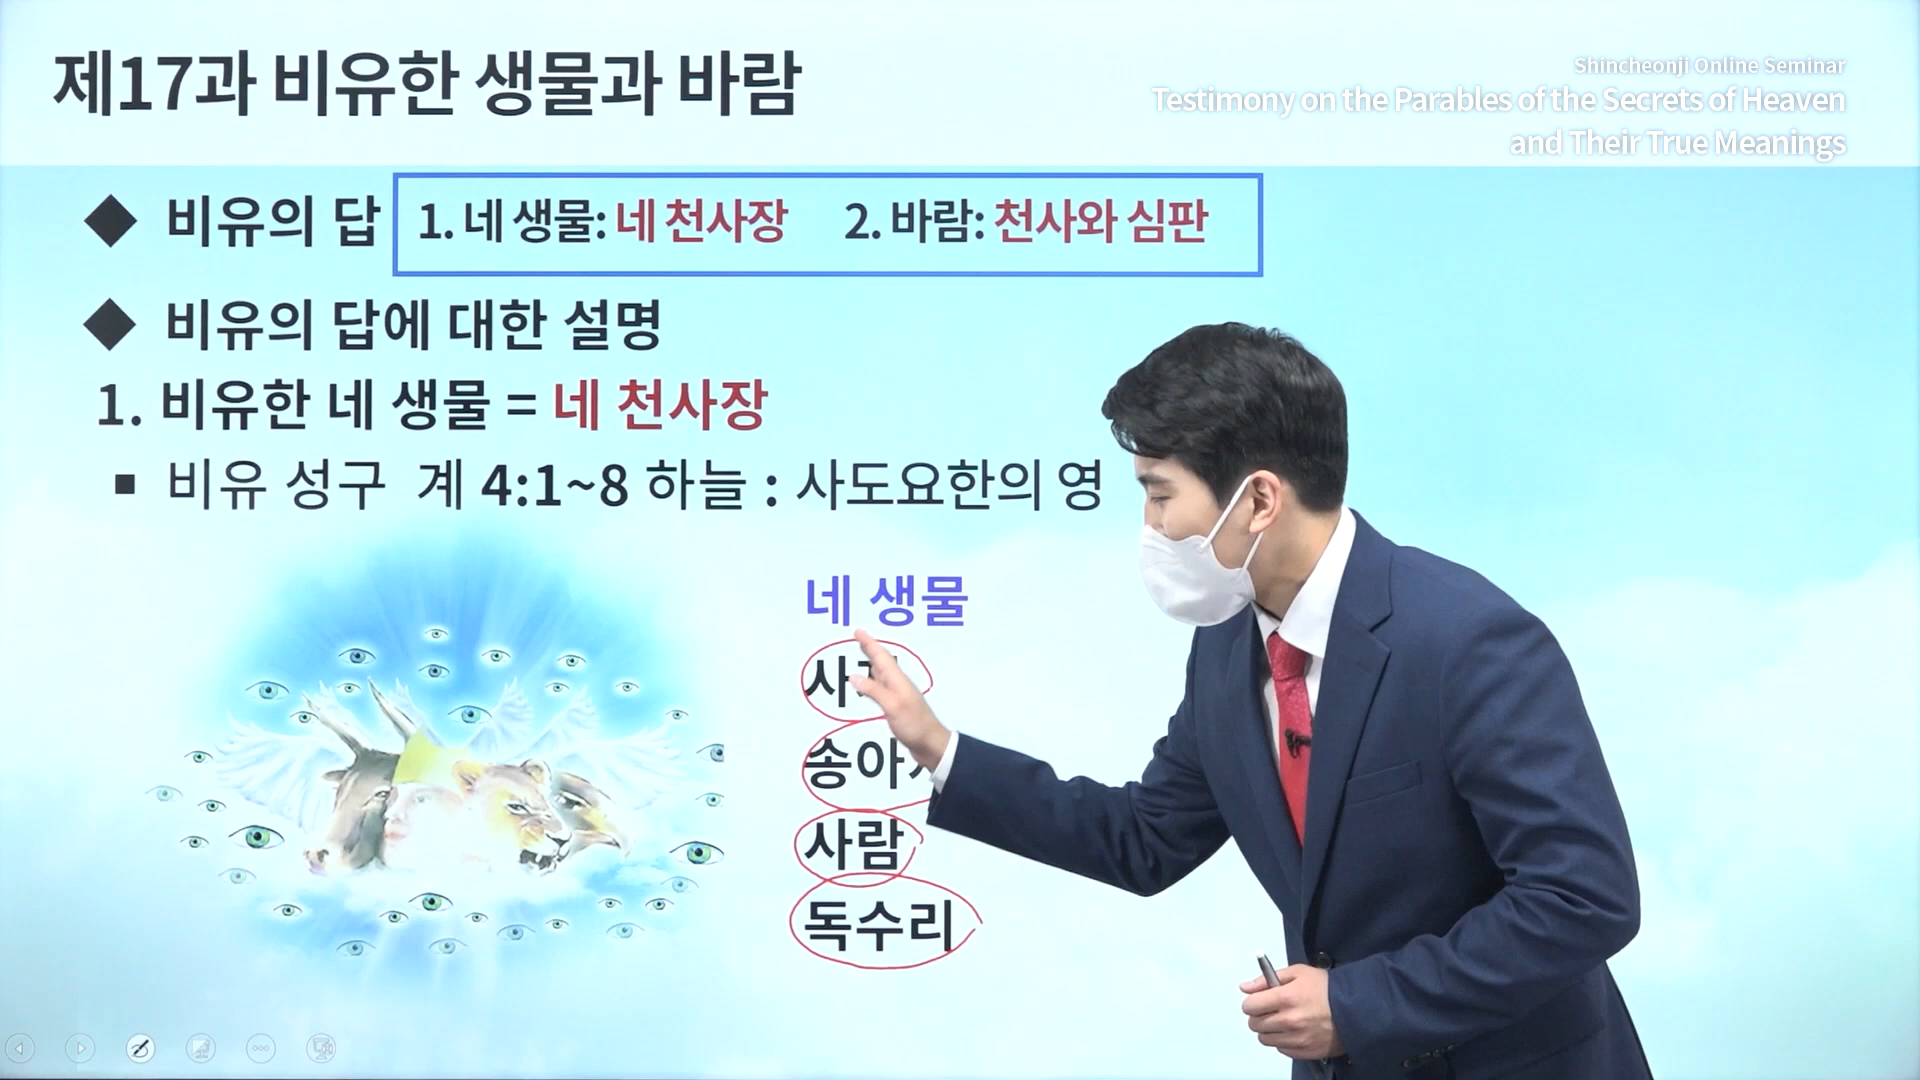 제17과 비유한 생물과 바람
Shincheonji Online Seminar
Testimony on the Parables of the Secrets of Heaven
and Their True Meanings
◆ 비유의 답 1. 네 생물: 네 천사장 2. 바람: 천사와 심판
◆ 비유의 답에 대한 설명
1. 비유한 네 생물 = 네 천사장
▪ 비유 성구 계 4:1~8 하늘 : 사도요한의 영
네 생물
사람
독수리